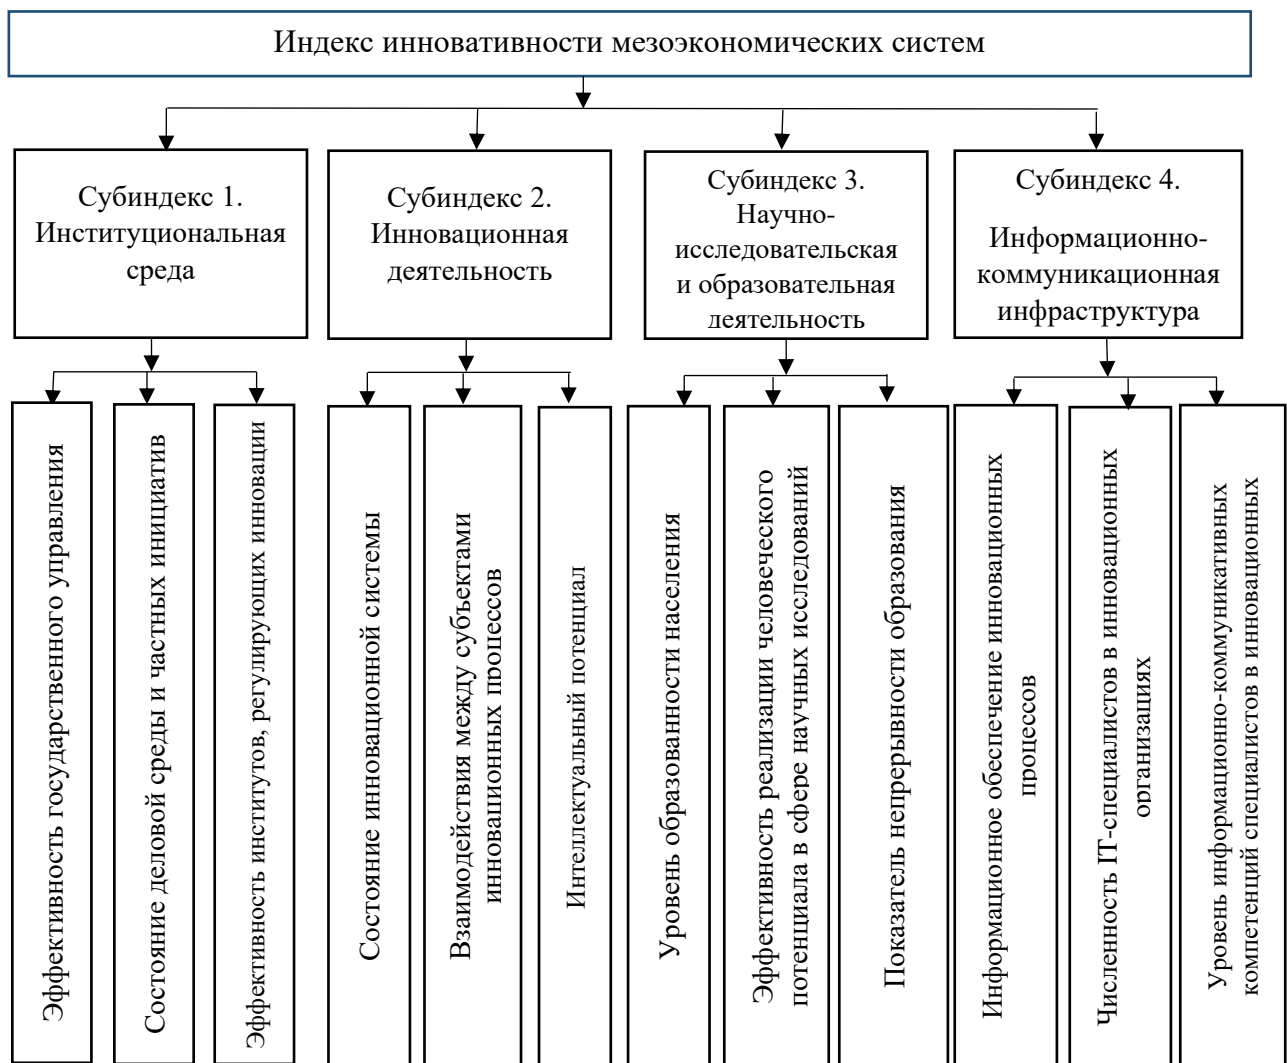 Индекс инновативности мезоэкономических систем
Субиндекс 1.
Институциональная
среда
Субиндекс 2.
Инновационная
деятельность
Субиндекс 3.
Научно-
исследовательская
и образовательная
деятельность
Субиндекс 4.
Информационно-
коммуникационная
инфраструктура
Эффективность государственного управления
Состояние деловой среды и частных инициатив
Эффективность институтов, регулирующих инновации
Состояние инновационной системы
Взаимодействия между субъектами
инновационных процессов
Интеллектуальный потенциал
Уровень образованности населения
Эффективность реализации человеческого
потенциала в сфере научных исследований
Показатель непрерывности образования
Информационное обеспечение инновационных
процессов
Численность IT-специалистов в инновационных
организациях
Уровень информационно-коммуникативных
компетенций специалистов в инновационных